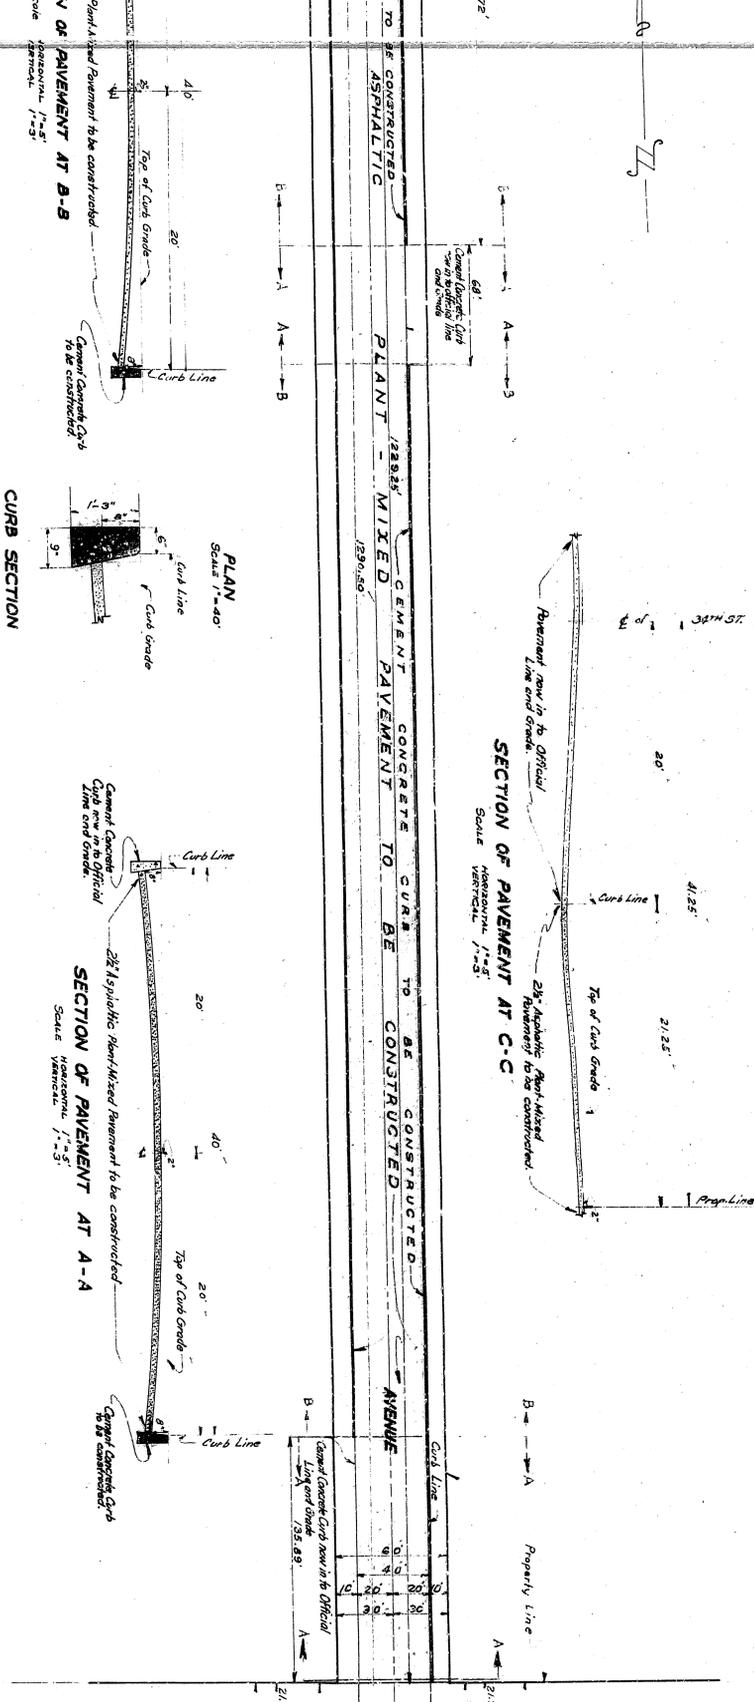 72'
Plant-Mixed Pavement to be constructed.
OF PAVEMENT AT B-B
HORIZONTAL 1"=5'
VERTICAL 1"=3'
20'
Top of Curb Grade
8"
Curb Line
Cement Concrete Curb
to be constructed.
TO BE CONSTRUCTED
ASPHALTIC
B
A
A
B
B
A
68'
Cement Concrete Curb
now in to official line
and Grade
PLANT - MIXED PAVEMENT TO BE CONSTRUCTED
1229.25'
CEMENT CONCRETE CURB TO BE CONSTRUCTED
1290.50'
AVENUE
CURB SECTION
1'-3"
6"
9"
Curb Line
Curb Grade
PLAN
SCALE 1"=40'
₵ of 34TH ST.
Pavement now in to Official
Line and Grade.
20'
41.25'
21.25'
Curb Line
Top of Curb Grade
2½" Asphaltic Plant-Mixed
Pavement to be constructed.
Prop. Line
2"
SECTION OF PAVEMENT AT C-C
SCALE HORIZONTAL 1"=5'
VERTICAL 1"=3'
Cement Concrete
Curb now in to Official
Line and Grade.
Curb Line
8"
20'
40'
2"
20'
2½" Asphaltic Plant-Mixed Pavement to be constructed
Top of Curb Grade
8"
Curb Line
Cement Concrete Curb
to be constructed.
SECTION OF PAVEMENT AT A-A
SCALE HORIZONTAL 1"=5'
VERTICAL 1"=3'
B
A
B
A
Cement Concrete Curb now in to Official
Line and Grade
135.89'
Curb Line
Property Line
60'
40'
10' 20' 20' 10'
30' 30'
A
A